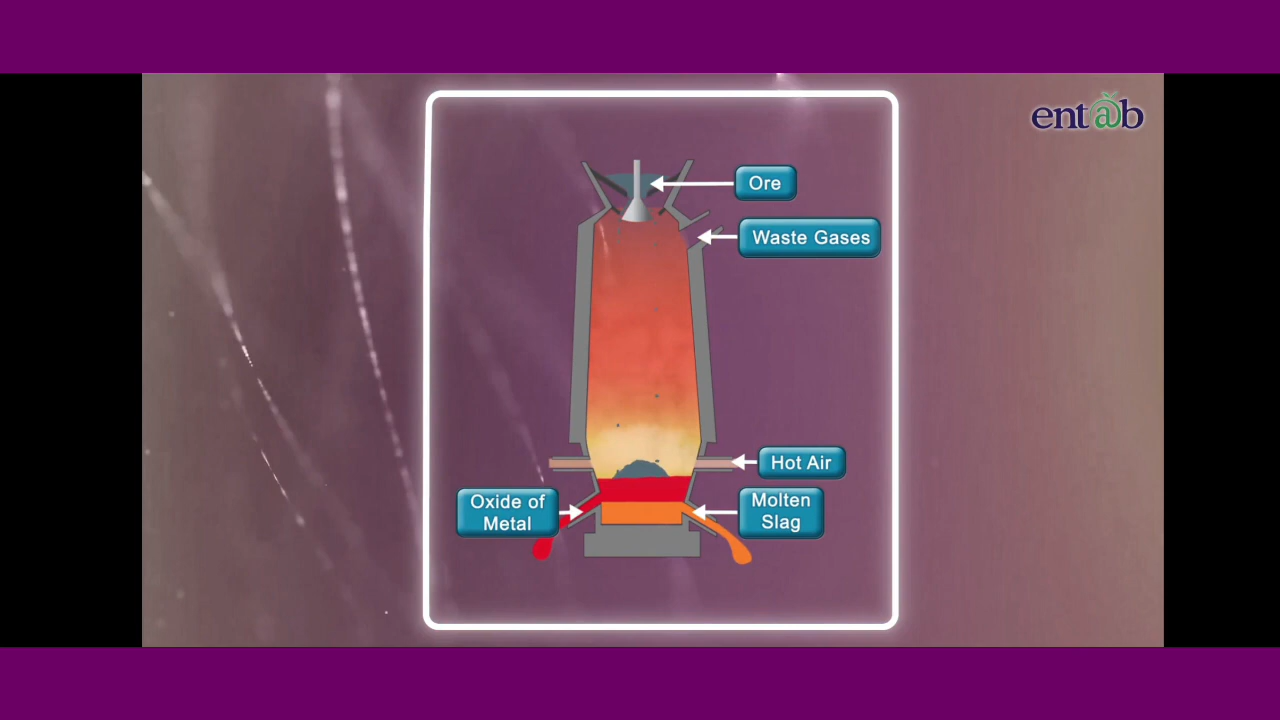 entab
Ore
Waste Gases
Hot Air
Oxide of
Metal
Molten
Slag